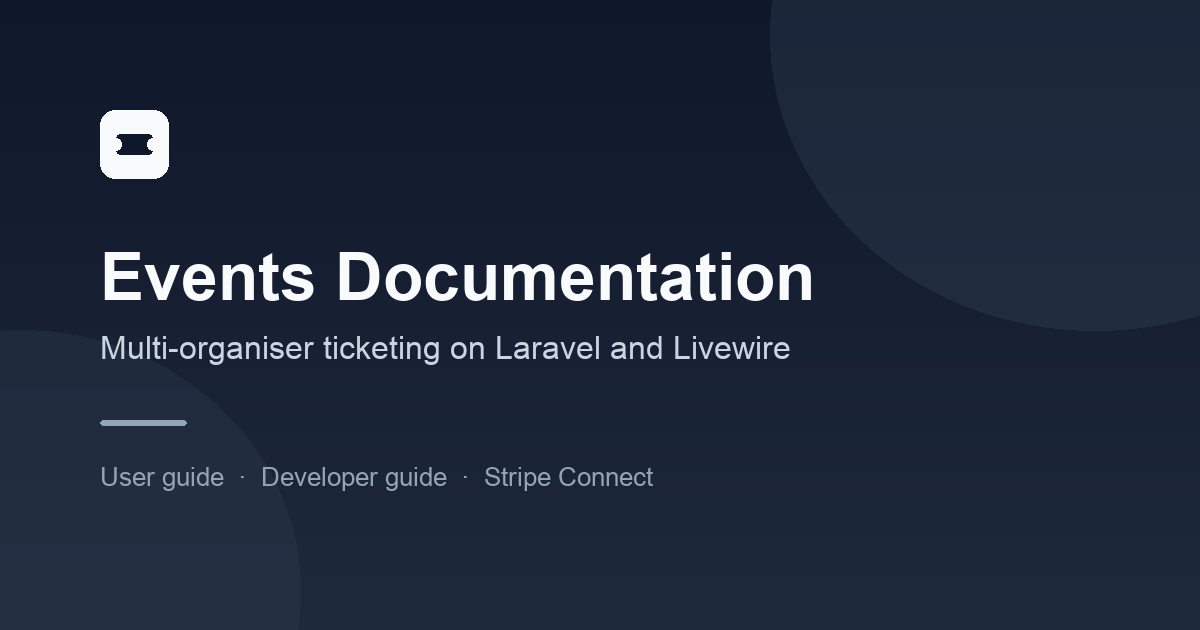 Events Documentation
Multi-organiser ticketing on Laravel and Livewire
User guide · Developer guide · Stripe Connect